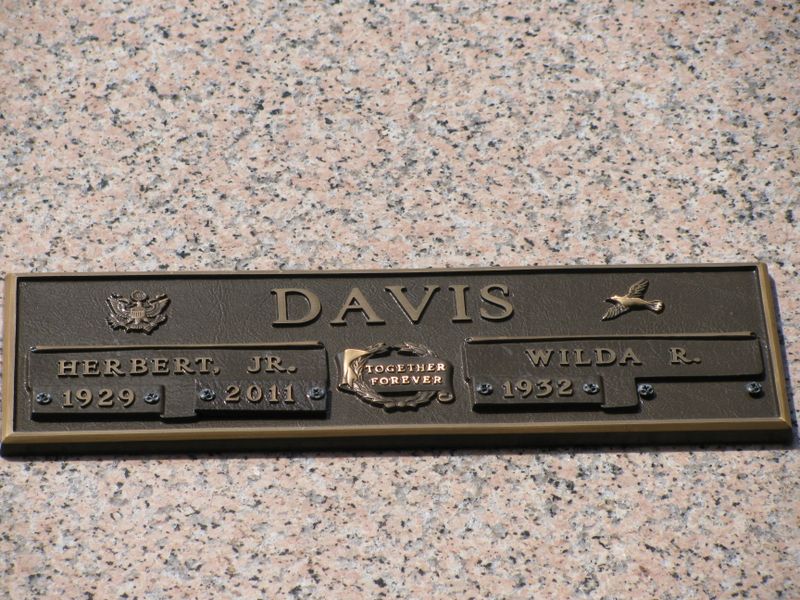 DAVIS
HERBERT, JR.
1929 2011
TOGETHER
FOREVER
WILDA R.
1932